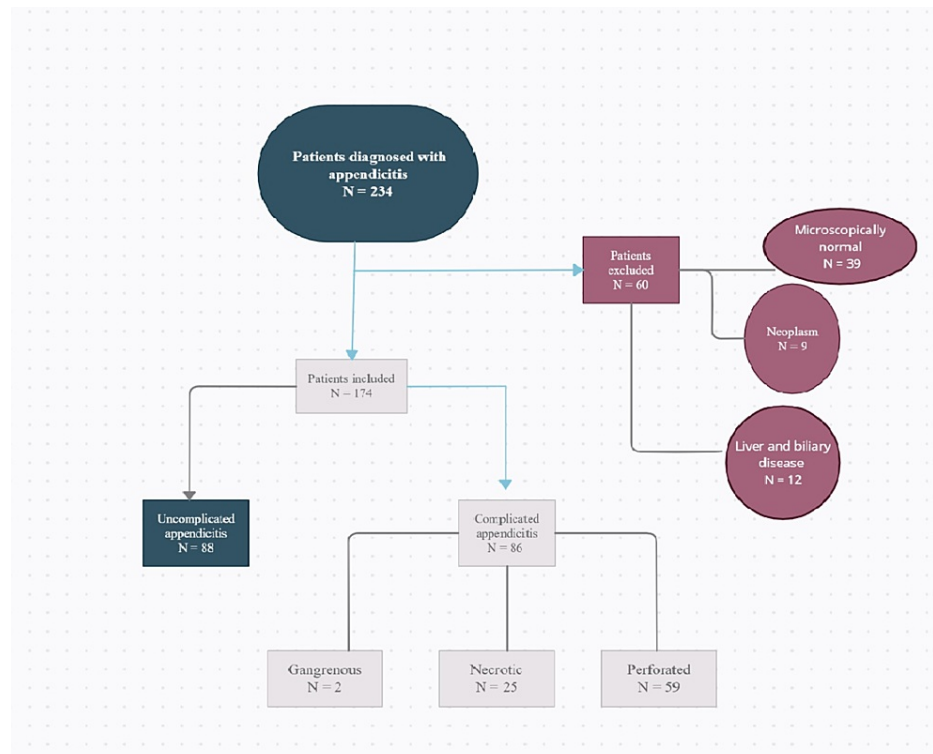 Patients diagnosed with
appendicitis
N = 234
Patients
excluded
N = 60
Microscopically
normal
N = 39
Neoplasm
N = 9
Liver and biliary
disease
N = 12
Patients included
N – 174
Uncomplicated
appendicitis
N = 88
Complicated
appendicitis
N = 86
Gangrenous
N = 2
Necrotic
N = 25
Perforated
N = 59